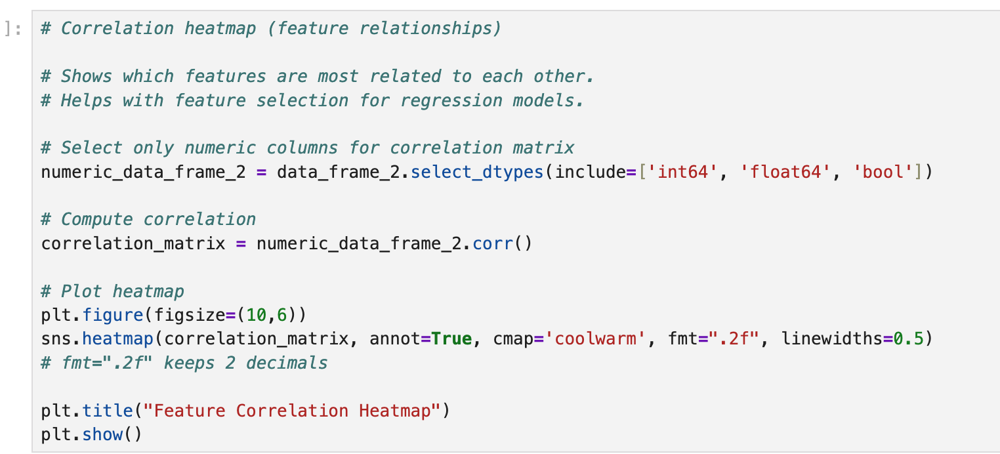 ]:
# Correlation heatmap (feature relationships)
# Shows which features are most related to each other.
# Helps with feature selection for regression models.
# Select only numeric columns for correlation matrix
numeric_data_frame_2 = data_frame_2.select_dtypes(include=['int64', 'float64', 'bool'])
# Compute correlation
correlation_matrix = numeric_data_frame_2.corr()
# Plot heatmap
plt.figure(figsize=(10,6))
sns.heatmap(correlation_matrix, annot=True, cmap='coolwarm', fmt=".2f", linewidths=0.5)
# fmt=".2f" keeps 2 decimals
plt.title("Feature Correlation Heatmap")
plt.show()